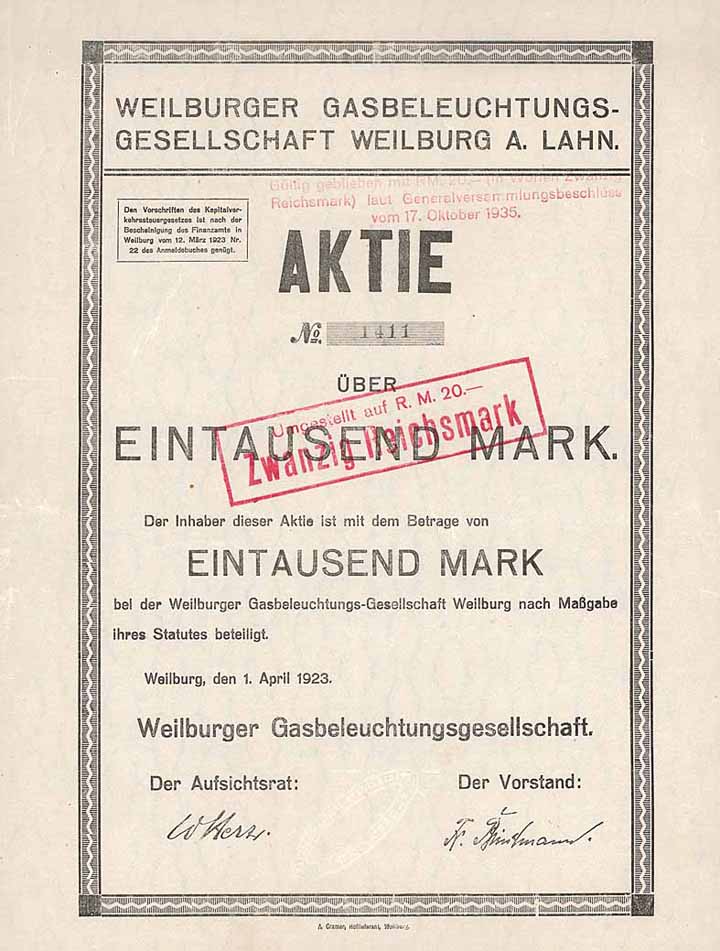 WEILBURGER GASBELEUCHTUNGS-
GESELLSCHAFT WEILBURG A. LAHN.
Gültig geblieben mit RM. 20.— (in Worten Zwanzig
Reichsmark) laut Generalversammlungsbeschluss
vom 17. Oktober 1935.
Den Vorschriften des Kapitalver-
kehrssteuergesetzes ist nach der
Bescheinigung des Finanzamts in
Weilburg vom 12. März 1923 Nr.
22 des Anmeldebuches genügt.
AKTIE
No. 1411
ÜBER
Umgestellt auf R. M. 20.—
Zwanzig Reichsmark
EINTAUSEND MARK.
Der Inhaber dieser Aktie ist mit dem Betrage von
EINTAUSEND MARK
bei der Weilburger Gasbeleuchtungs-Gesellschaft Weilburg nach Maßgabe
ihres Statutes beteiligt.
Weilburg, den 1. April 1923.
Weilburger Gasbeleuchtungsgesellschaft.
Der Aufsichtsrat: Der Vorstand:
A. Cramer, Hoflieferant, Weilburg.